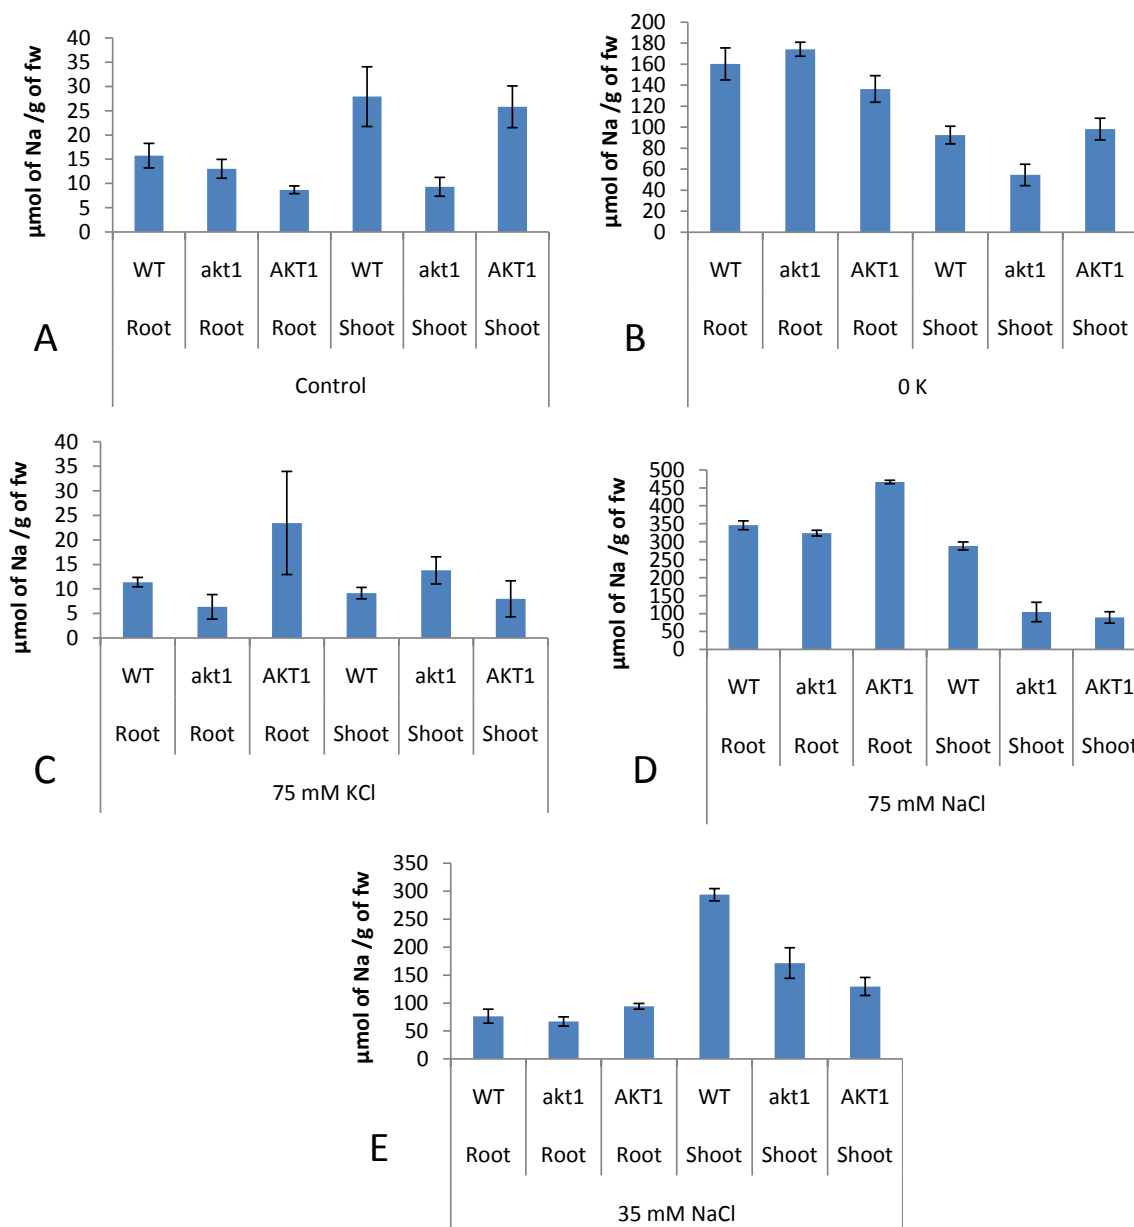 µmol of Na /g of fw
40
35
30
25
20
15
10
5
0
WT akt1 AKT1 WT akt1 AKT1
Root Root Root Shoot Shoot Shoot
A
Control
µmol of Na /g of fw
200
180
160
140
120
100
80
60
40
20
0
WT akt1 AKT1 WT akt1 AKT1
Root Root Root Shoot Shoot Shoot
B
0 K
µmol of Na /g of fw
40
35
30
25
20
15
10
5
0
WT akt1 AKT1 WT akt1 AKT1
Root Root Root Shoot Shoot Shoot
C
75 mM KCl
µmol of Na /g of fw
500
450
400
350
300
250
200
150
100
50
0
WT akt1 AKT1 WT akt1 AKT1
Root Root Root Shoot Shoot Shoot
D
75 mM NaCl
µmol of Na /g of fw
350
300
250
200
150
100
50
0
WT akt1 AKT1 WT akt1 AKT1
Root Root Root Shoot Shoot Shoot
E
35 mM NaCl